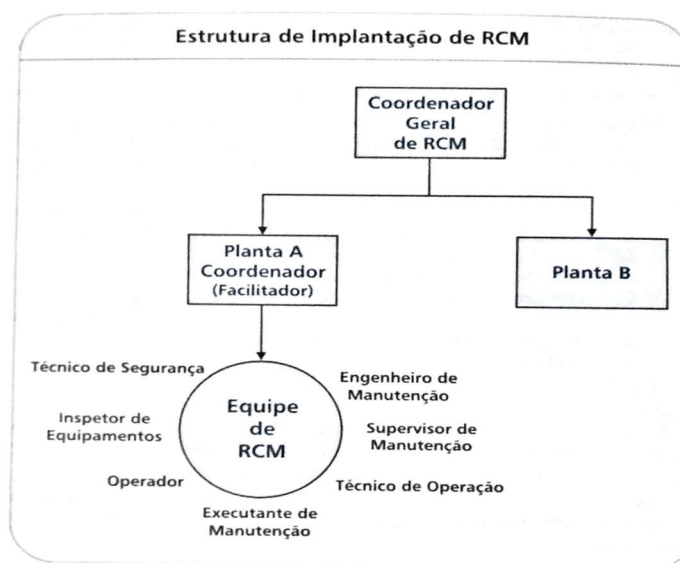 Estrutura de Implantação de RCM
Coordenador
Geral
de RCM
Planta A
Coordenador
(Facilitador)
Planta B
Técnico de Segurança
Inspetor de
Equipamentos
Operador
Equipe
de
RCM
Executante de
Manutenção
Engenheiro de
Manutenção
Supervisor de
Manutenção
Técnico de Operação